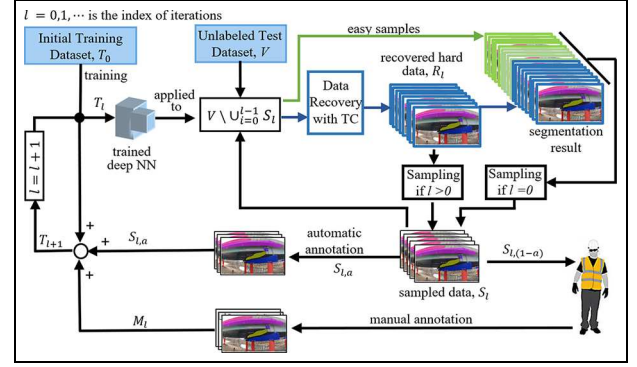 l = 0,1,⋯ is the index of iterations
Initial Training
Dataset, T₀
Unlabeled Test
Dataset, V
easy samples
training
recovered hard
data, Rₗ
Tₗ
applied
to
V \ ∪ˡ⁻¹ᵢ₌₀ Sₗ
Data
Recovery
with TC
segmentation
result
trained
deep NN
l = l + 1
Sampling
if l >0
Sampling
if l =0
Tₗ₊₁
+
+
+
Sₗ,ₐ
automatic
annotation
Sₗ,ₐ
Sₗ,₍₁₋ₐ₎
sampled data, Sₗ
Mₗ
manual annotation